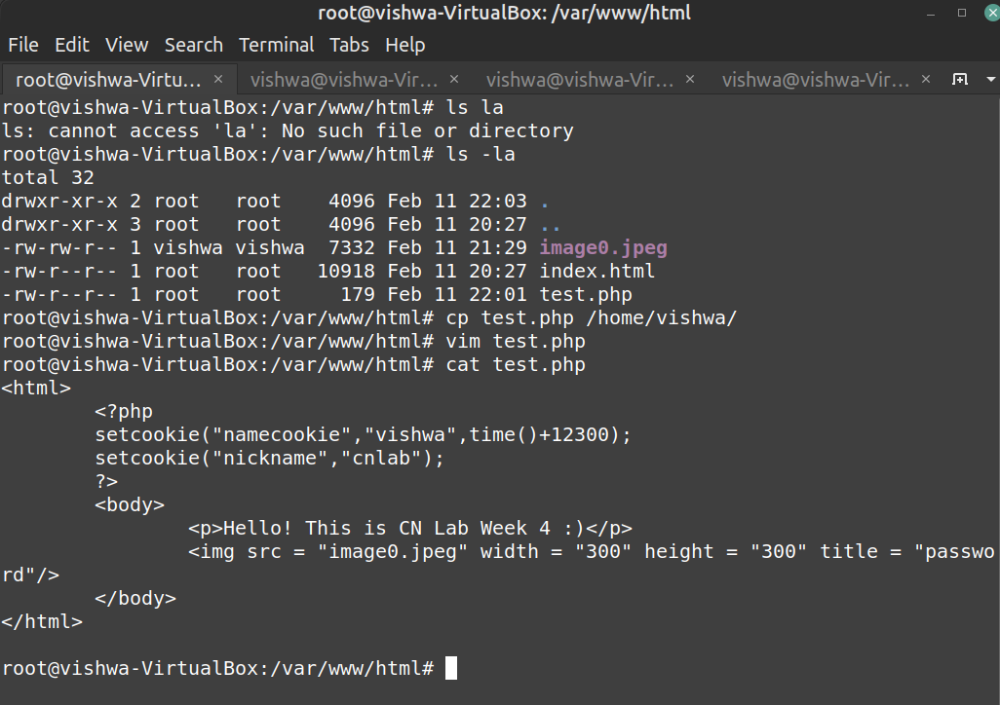 root@vishwa-VirtualBox: /var/www/html
File Edit View Search Terminal Tabs Help
root@vishwa-Virtu... × vishwa@vishwa-Vir... × vishwa@vishwa-Vir... × vishwa@vishwa-Vir... ×
root@vishwa-VirtualBox:/var/www/html# ls la
ls: cannot access 'la': No such file or directory
root@vishwa-VirtualBox:/var/www/html# ls -la
total 32
drwxr-xr-x 2 root   root    4096 Feb 11 22:03 .
drwxr-xr-x 3 root   root    4096 Feb 11 20:27 ..
-rw-rw-r-- 1 vishwa vishwa  7332 Feb 11 21:29 image0.jpeg
-rw-r--r-- 1 root   root   10918 Feb 11 20:27 index.html
-rw-r--r-- 1 root   root     179 Feb 11 22:01 test.php
root@vishwa-VirtualBox:/var/www/html# cp test.php /home/vishwa/
root@vishwa-VirtualBox:/var/www/html# vim test.php
root@vishwa-VirtualBox:/var/www/html# cat test.php
<html>
        <?php
        setcookie("namecookie","vishwa",time()+12300);
        setcookie("nickname","cnlab");
        ?>
        <body>
                <p>Hello! This is CN Lab Week 4 :)</p>
                <img src = "image0.jpeg" width = "300" height = "300" title = "passwo
rd"/>
        </body>
</html>
root@vishwa-VirtualBox:/var/www/html#